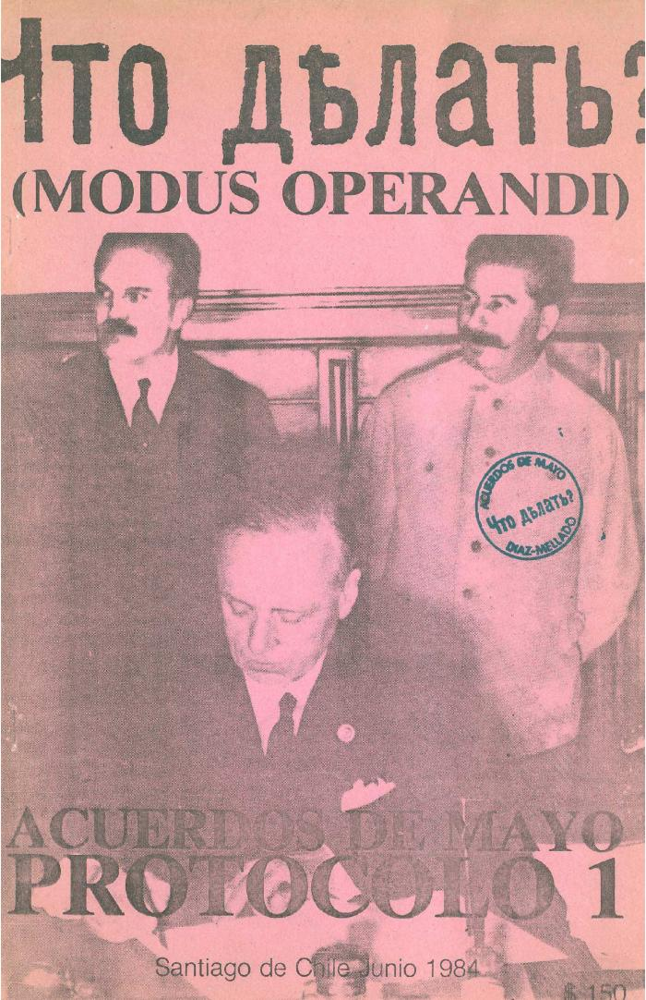 Что дѣлать?
(MODUS OPERANDI)
ACUERDOS DE MAYO
Что дѣлать?
DIAZ-MELLADO
ACUERDOS DE MAYO
PROTOCOLO 1
Santiago de Chile Junio 1984
$ 150